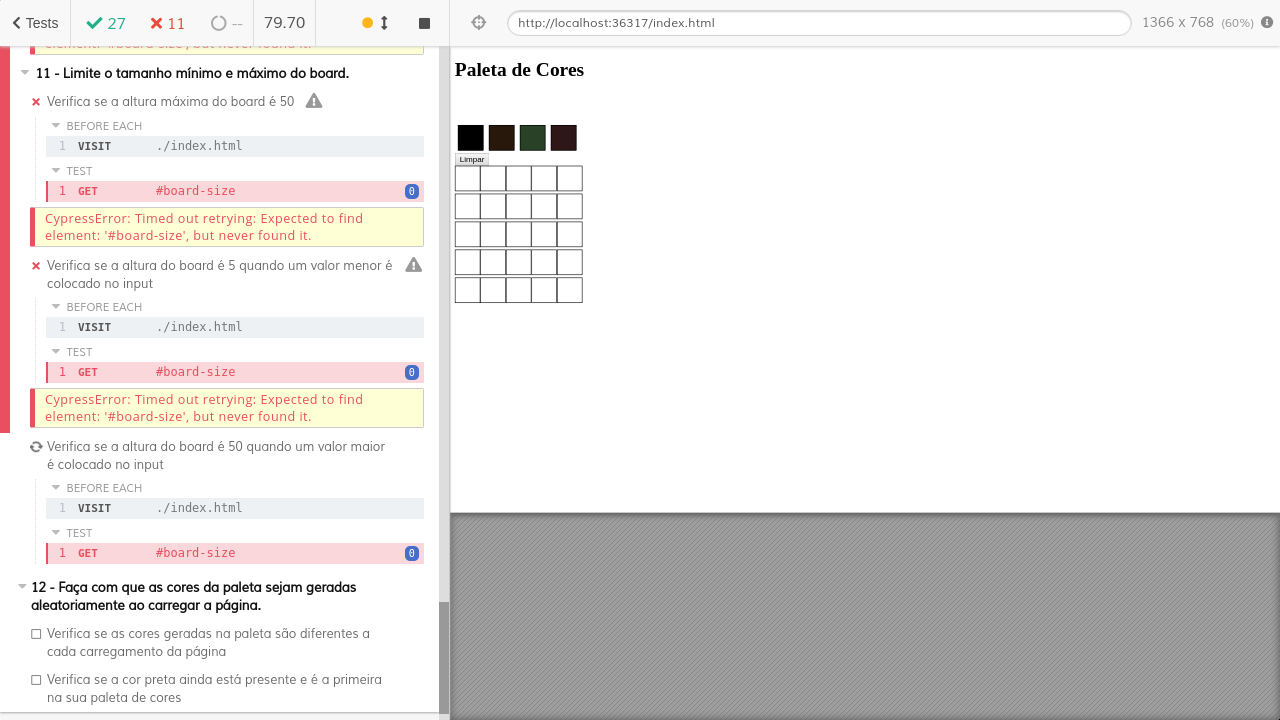 Tests
27
11
--
79.70
http://localhost:36317/index.html
1366 x 768 (60%)
element: '#board-size', but never found it.
11 - Limite o tamanho mínimo e máximo do board.
Verifica se a altura máxima do board é 50
BEFORE EACH
1 VISIT ./index.html
TEST
1 GET #board-size 0
CypressError: Timed out retrying: Expected to find
element: '#board-size', but never found it.
Verifica se a altura do board é 5 quando um valor menor é
colocado no input
BEFORE EACH
1 VISIT ./index.html
TEST
1 GET #board-size 0
CypressError: Timed out retrying: Expected to find
element: '#board-size', but never found it.
Verifica se a altura do board é 50 quando um valor maior
é colocado no input
BEFORE EACH
1 VISIT ./index.html
TEST
1 GET #board-size 0
12 - Faça com que as cores da paleta sejam geradas
aleatoriamente ao carregar a página.
Verifica se as cores geradas na paleta são diferentes a
cada carregamento da página
Verifica se a cor preta ainda está presente e é a primeira
na sua paleta de cores
Paleta de Cores
Limpar